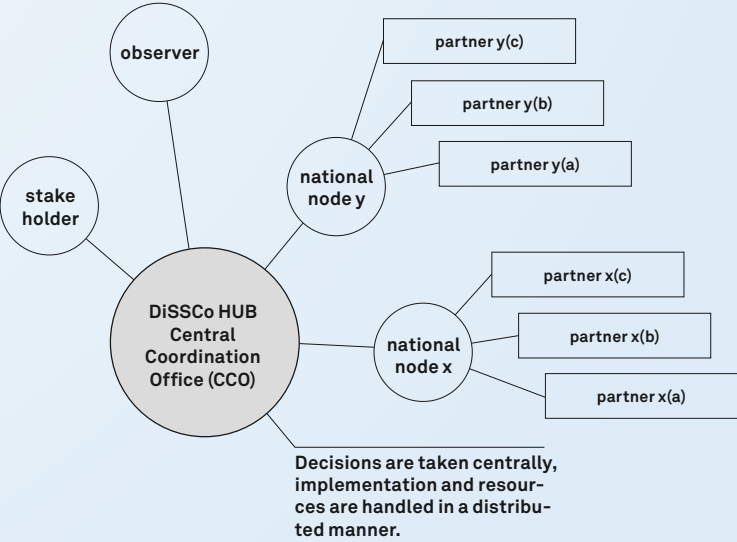 observer
partner y(c)
partner y(b)
partner y(a)
national
node y
stake
holder
DiSSCo HUB
Central
Coordination
Office (CCO)
national
node x
partner x(c)
partner x(b)
partner x(a)
Decisions are taken centrally,
implementation and resour-
ces are handled in a distribu-
ted manner.